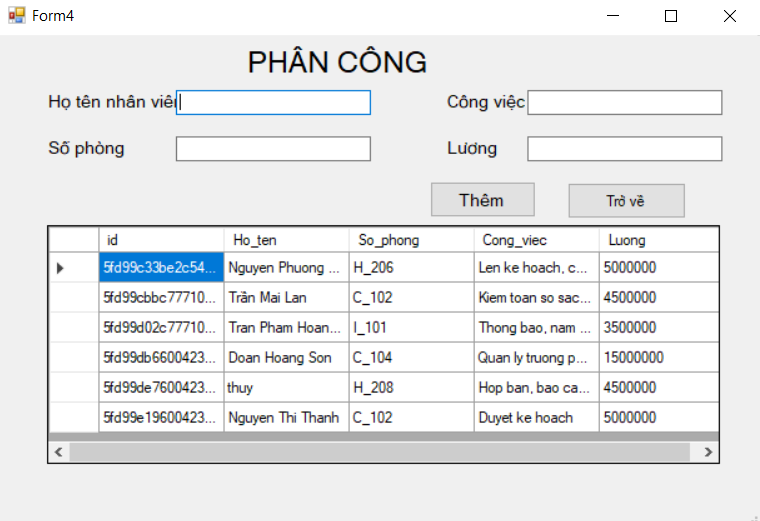 Form4
PHÂN CÔNG
Họ tên nhân viên Công việc
Số phòng Lương
Thêm Trở về
id Ho_ten So_phong Cong_viec Luong
5fd99c33be2c54... Nguyen Phuong ... H_206 Len ke hoach, c... 5000000
5fd99cbbc77710... Trần Mai Lan C_102 Kiem toan so sac... 4500000
5fd99d02c77710... Tran Pham Hoan... I_101 Thong bao, nam ... 3500000
5fd99db6600423... Doan Hoang Son C_104 Quan ly truong p... 15000000
5fd99de7600423... thuy H_208 Hop ban, bao ca... 4500000
5fd99e19600423... Nguyen Thi Thanh C_102 Duyet ke hoach 5000000